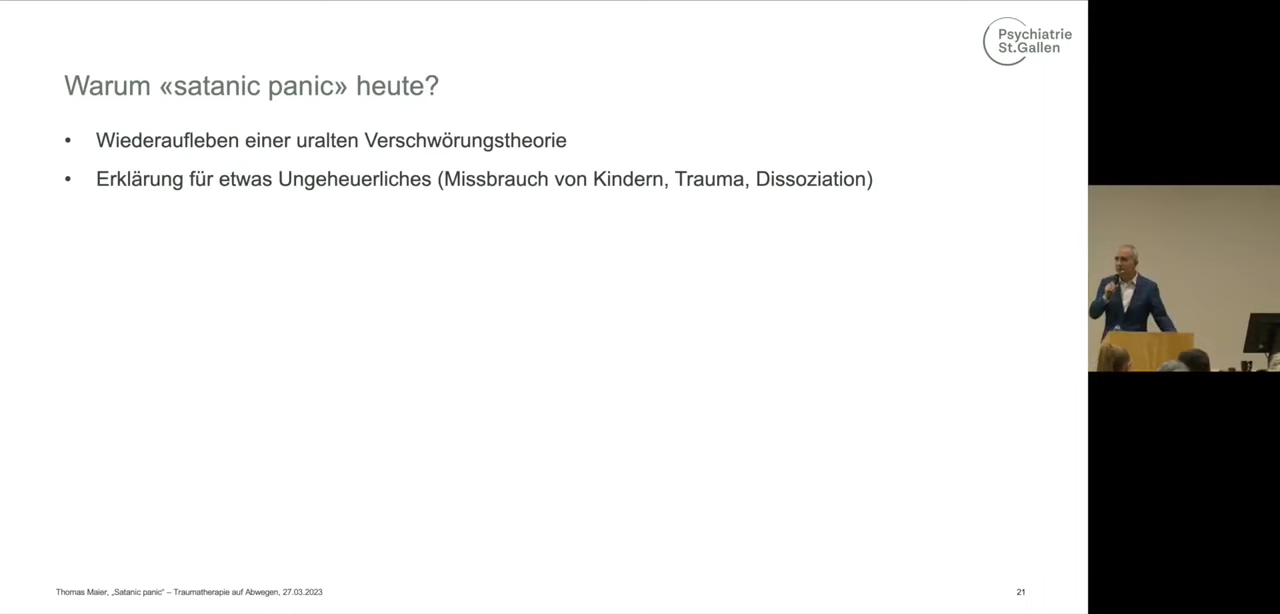 Psychiatrie
St.Gallen
Warum «satanic panic» heute?
• Wiederaufleben einer uralten Verschwörungstheorie
• Erklärung für etwas Ungeheuerliches (Missbrauch von Kindern, Trauma, Dissoziation)
Thomas Maier, „Satanic panic“ – Traumatherapie auf Abwegen, 27.03.2023
21